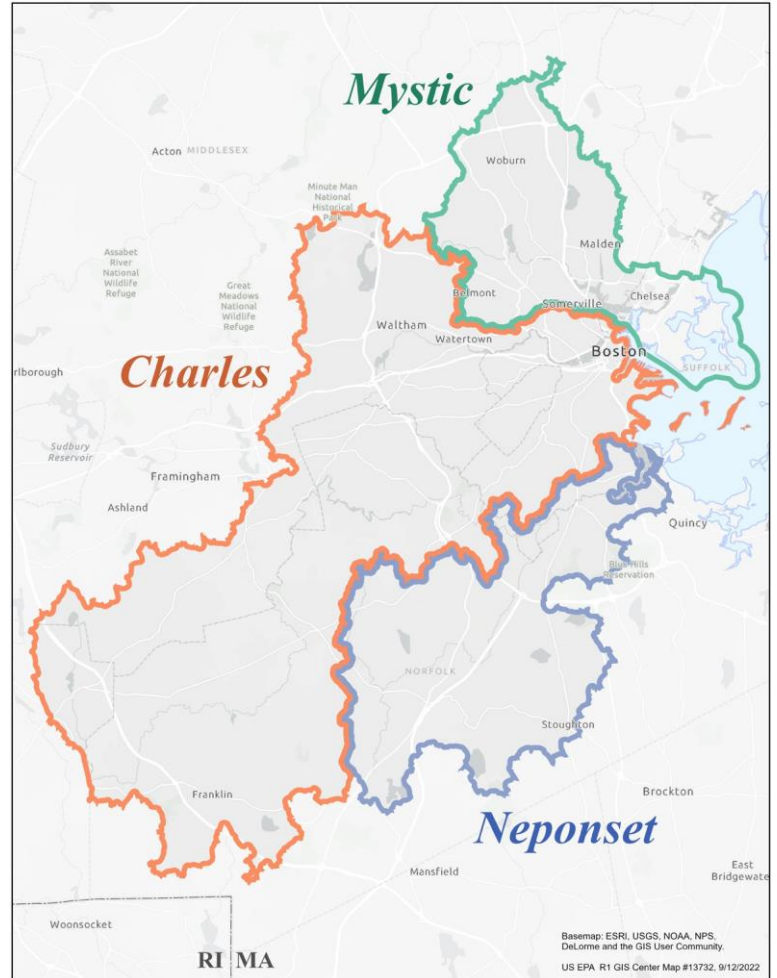 Mystic
Acton
MIDDLESEX
Woburn
Minute Man
National
Historical
Park
Malden
Assabet
River
National
Wildlife
Refuge
Great
Meadows
National
Wildlife
Refuge
Belmont
Somerville
Chelsea
Waltham
Watertown
Boston
SUFFOLK
Charles
rlborough
Sudbury
Reservoir
Framingham
Ashland
Quincy
Blue Hills
Reservation
NORFOLK
Stoughton
Franklin
Brockton
Neponset
Mansfield
East
Bridgewate
Woonsocket
RI
MA
Basemap: ESRI, USGS, NOAA, NPS,
DeLorme and the GIS User Community.
US EPA R1 GIS Center Map #13732, 9/12/2022